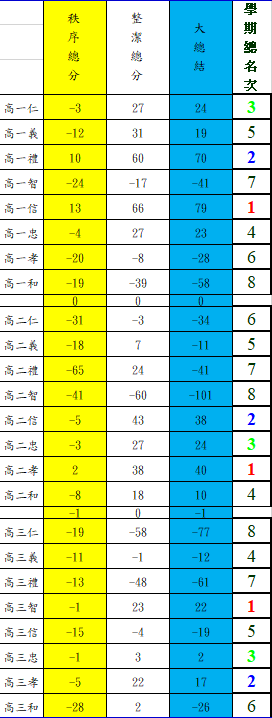 秩序總分 整潔總分 大總結 學期總名次
高一仁 -3 27 24 3
高一義 -12 31 19 5
高一禮 10 60 70 2
高一智 -24 -17 -41 7
高一信 13 66 79 1
高一忠 -4 27 23 4
高一孝 -20 -8 -28 6
高一和 -19 -39 -58 8
0 0 0
高二仁 -31 -3 -34 6
高二義 -18 7 -11 5
高二禮 -65 24 -41 7
高二智 -41 -60 -101 8
高二信 -5 43 38 2
高二忠 -3 27 24 3
高二孝 2 38 40 1
高二和 -8 18 10 4
-1 0 -1
高三仁 -19 -58 -77 8
高三義 -11 -1 -12 4
高三禮 -13 -48 -61 7
高三智 -1 23 22 1
高三信 -15 -4 -19 5
高三忠 -1 3 2 3
高三孝 -5 22 17 2
高三和 -28 2 -26 6